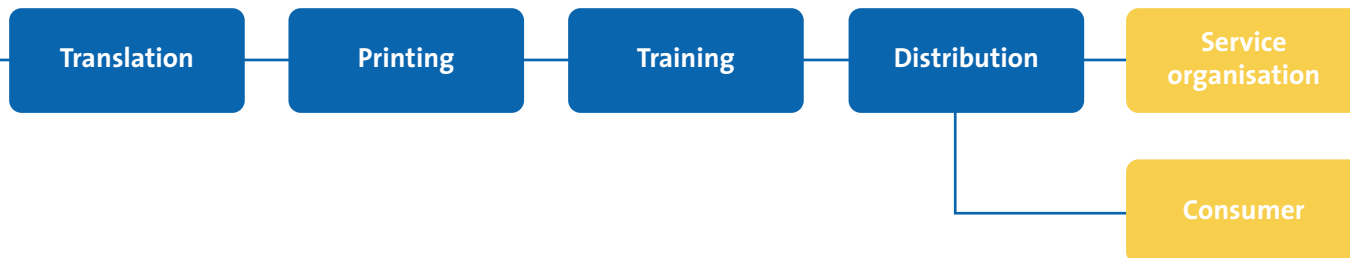 Translation
Printing
Training
Distribution
Service
organisation
Consumer